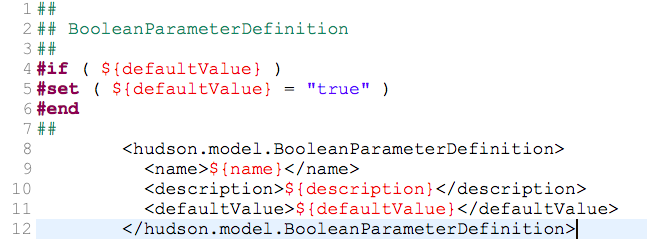 1 ##
2 ## BooleanParameterDefinition
3 ##
4 #if ( ${defaultValue} )
5 #set ( ${defaultValue} = "true" )
6 #end
7 ##
8         <hudson.model.BooleanParameterDefinition>
9           <name>${name}</name>
10           <description>${description}</description>
11           <defaultValue>${defaultValue}</defaultValue>
12         </hudson.model.BooleanParameterDefinition>